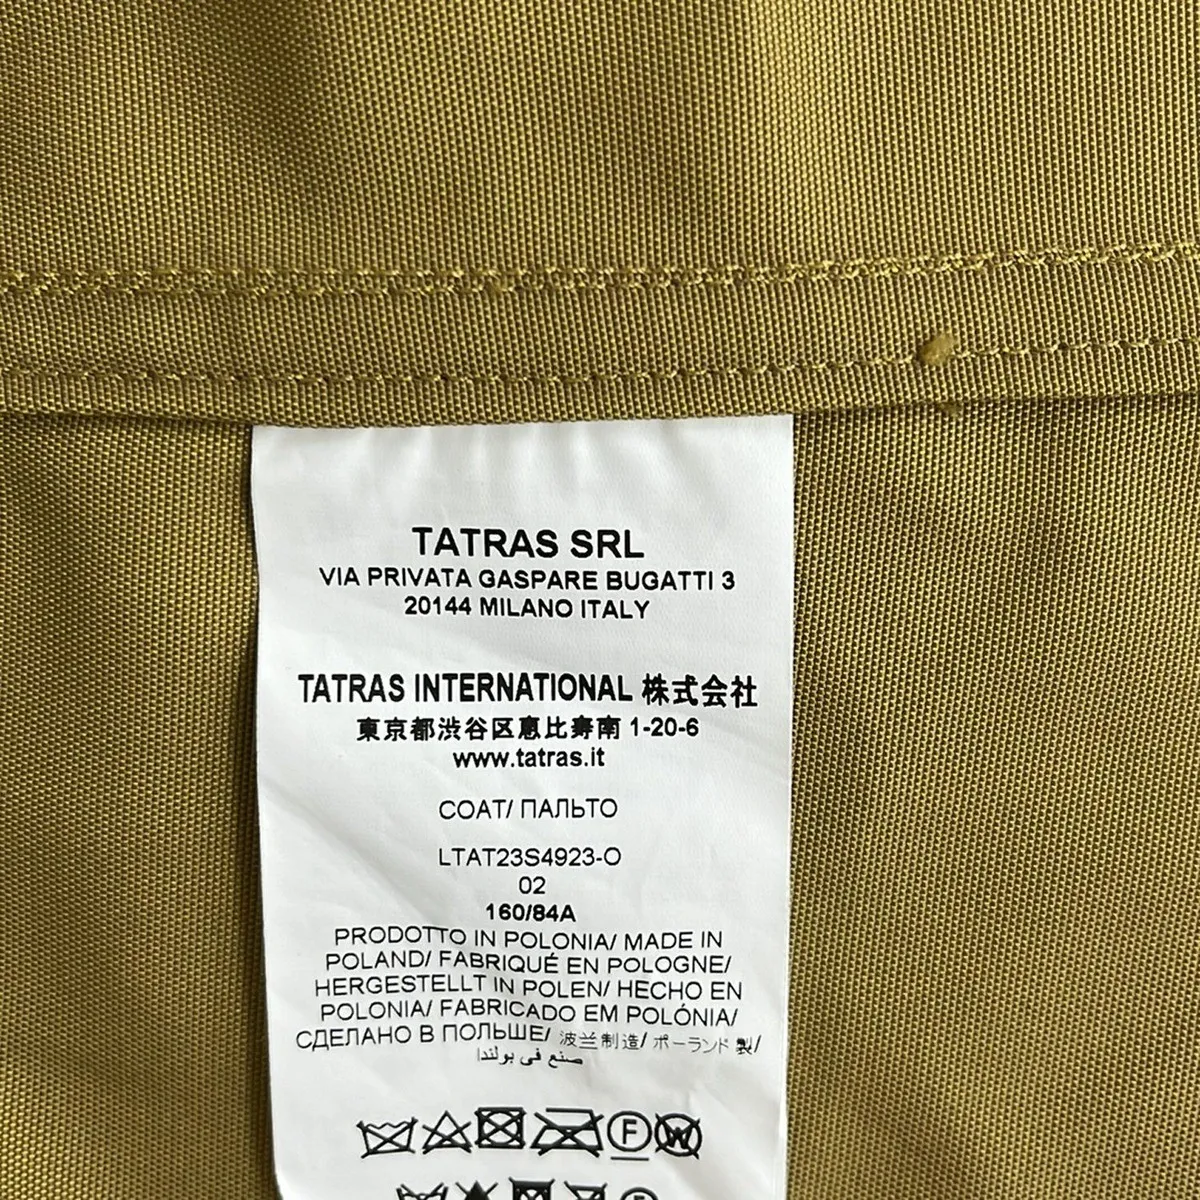 TATRAS SRL
VIA PRIVATA GASPARE BUGATTI 3
20144 MILANO ITALY
TATRAS INTERNATIONAL 株式会社
東京都渋谷区恵比寿南 1-20-6
www.tatras.it
COAT/ ПАЛЬТО
LTAT23S4923-O
02
160/84A
PRODOTTO IN POLONIA/ MADE IN
POLAND/ FABRIQUÉ EN POLOGNE/
HERGESTELLT IN POLEN/ HECHO EN
POLONIA/ FABRICADO EM POLÓNIA/
СДЕЛАНО В ПОЛЬШЕ/ 波兰制造/ ポーランド 製/
صنع في بولندا
F W